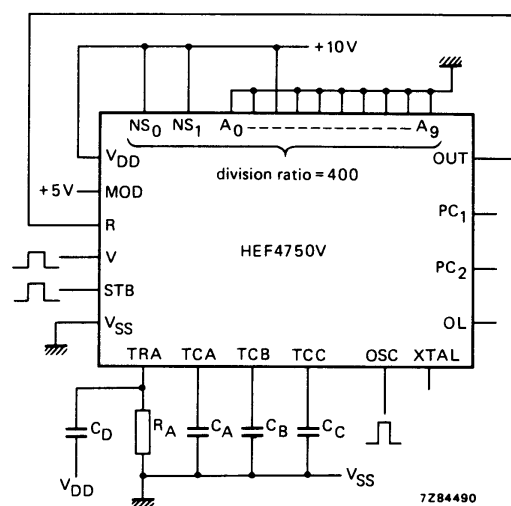 +10V
NS0 NS1 A0 A9
VDD
division ratio = 400
OUT
+5V MOD
R
PC1
V
HEF4750V
PC2
STB
VSS
OL
TRA TCA TCB TCC OSC XTAL
CD RA CA CB CC
VDD
VSS
7Z84490